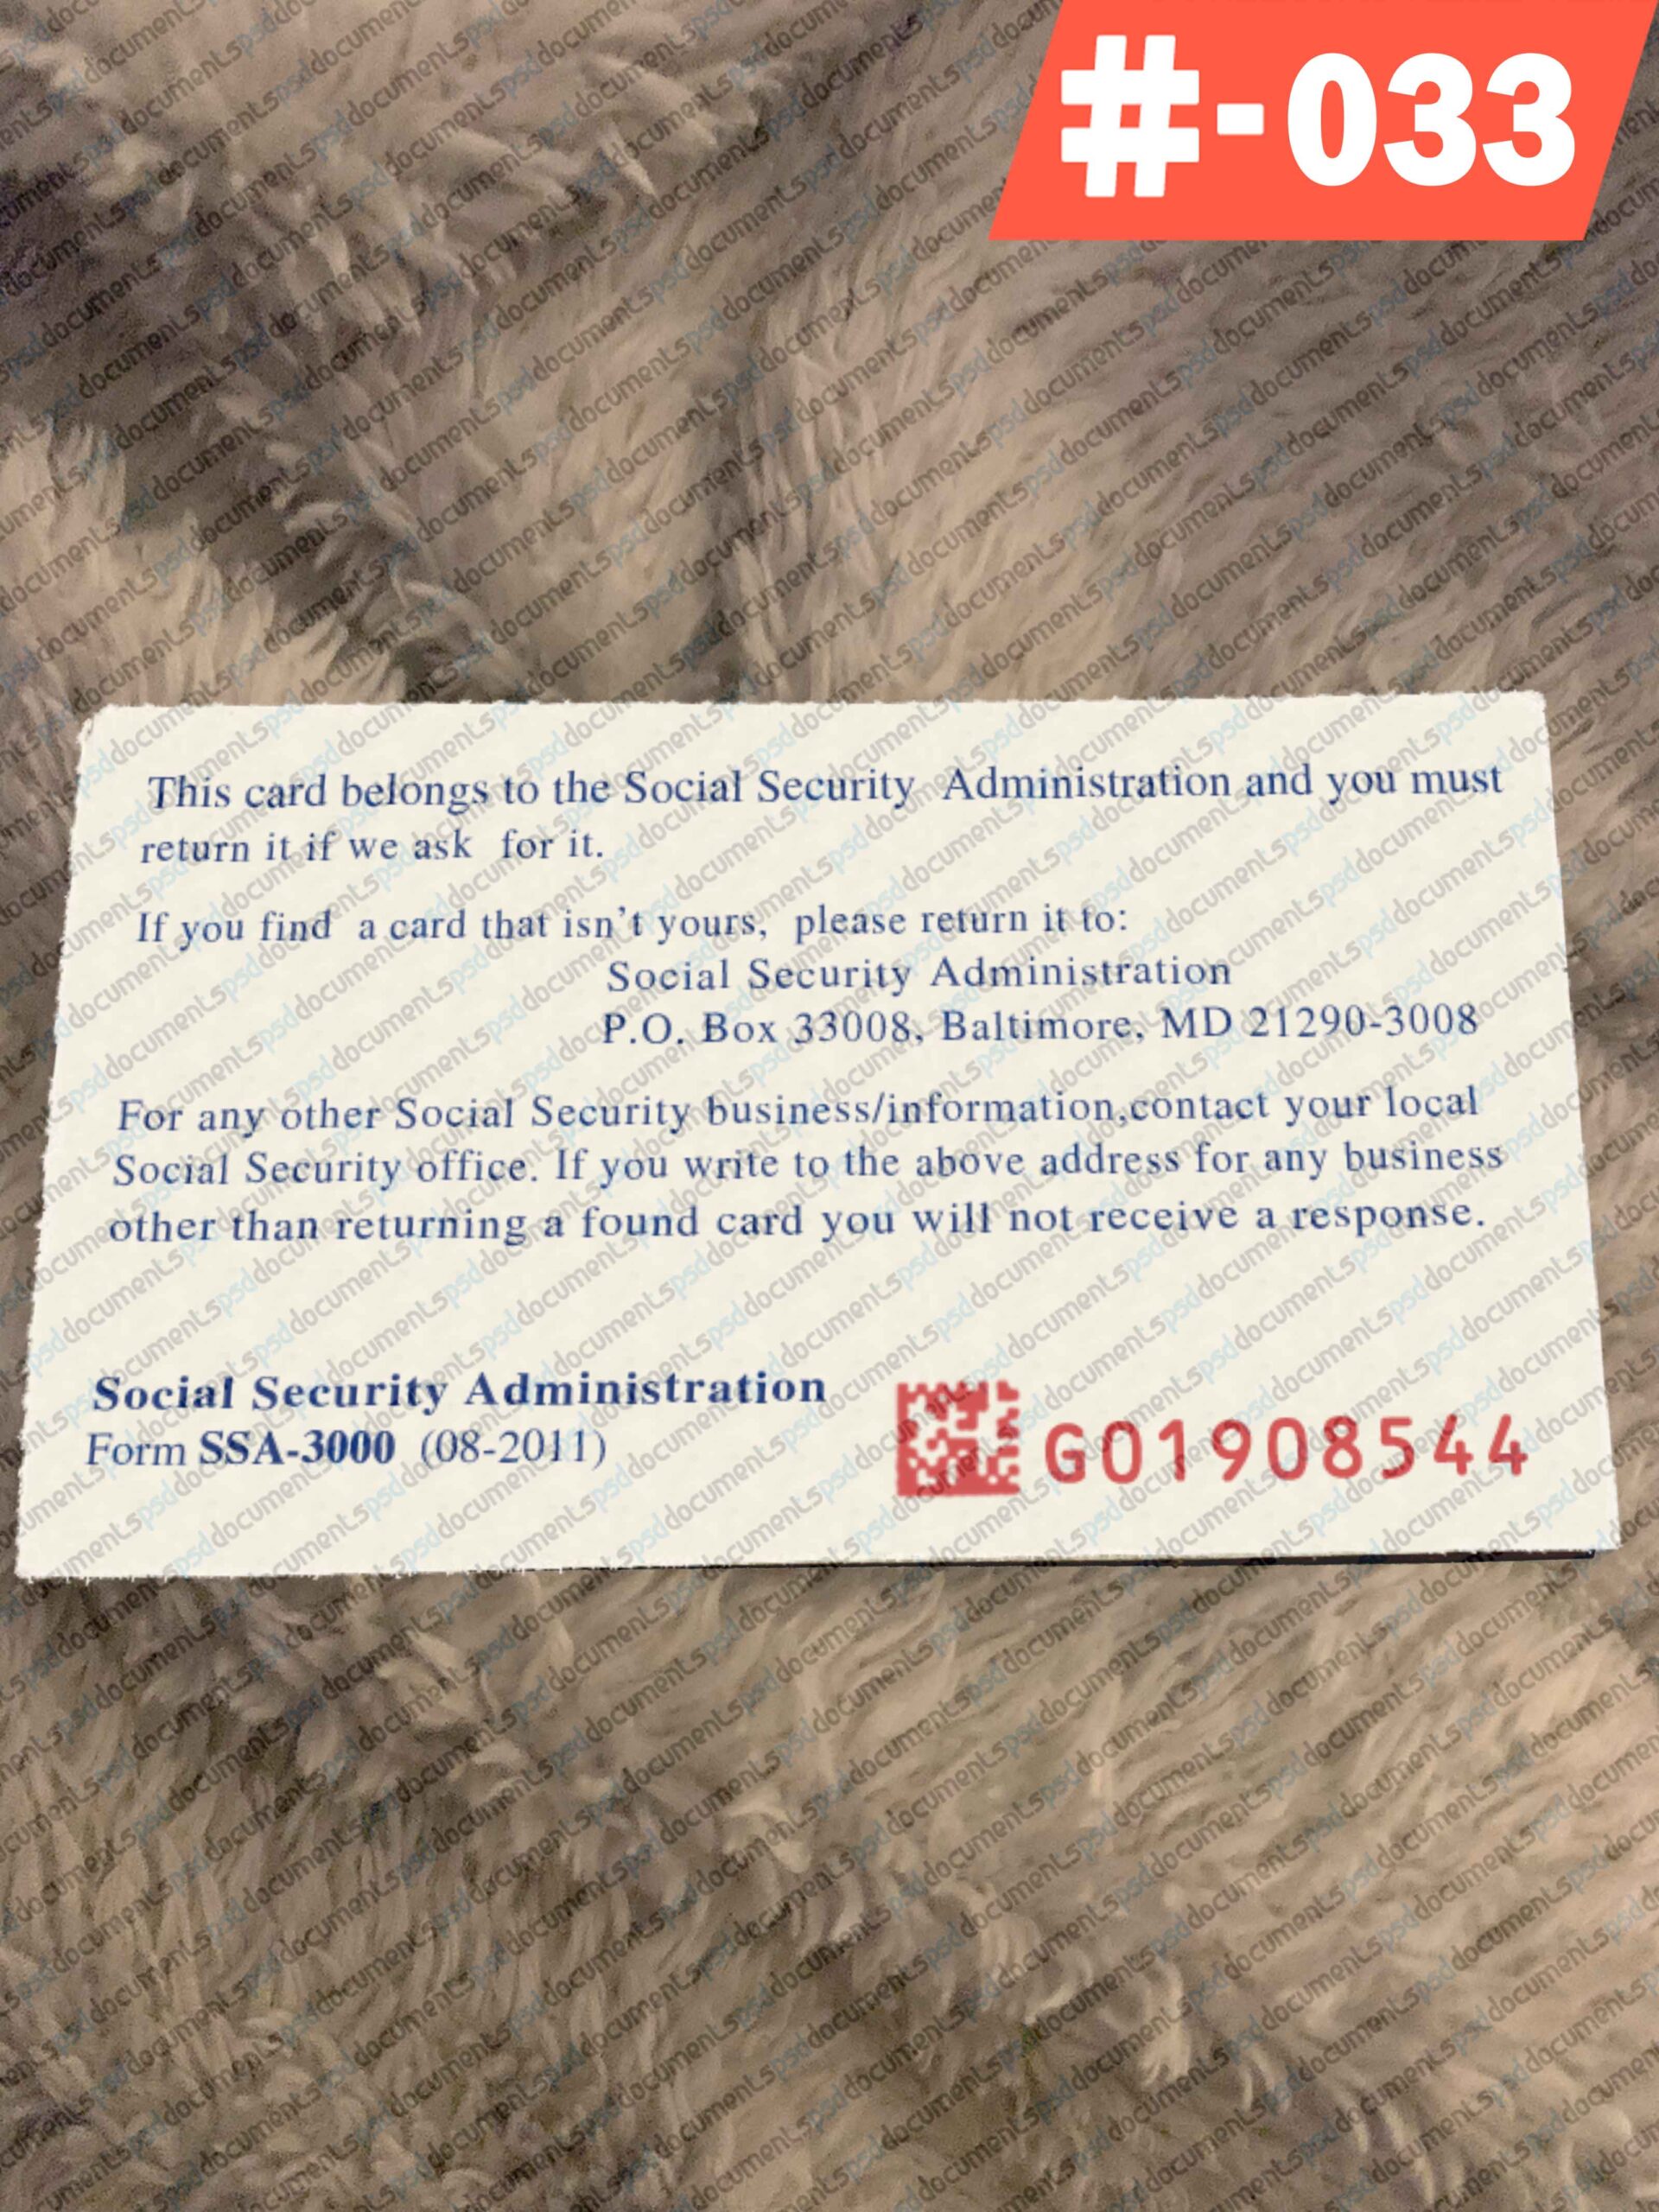 #-033
This card belongs to the Social Security Administration and you must
return it if we ask for it.
If you find a card that isn't yours, please return it to:
Social Security Administration
P.O. Box 33008, Baltimore, MD 21290-3008
For any other Social Security business/information,contact your local
Social Security office. If you write to the above address for any business
other than returning a found card you will not receive a response.
Social Security Administration
Form SSA-3000 (08-2011)
G01908544
psddocuments